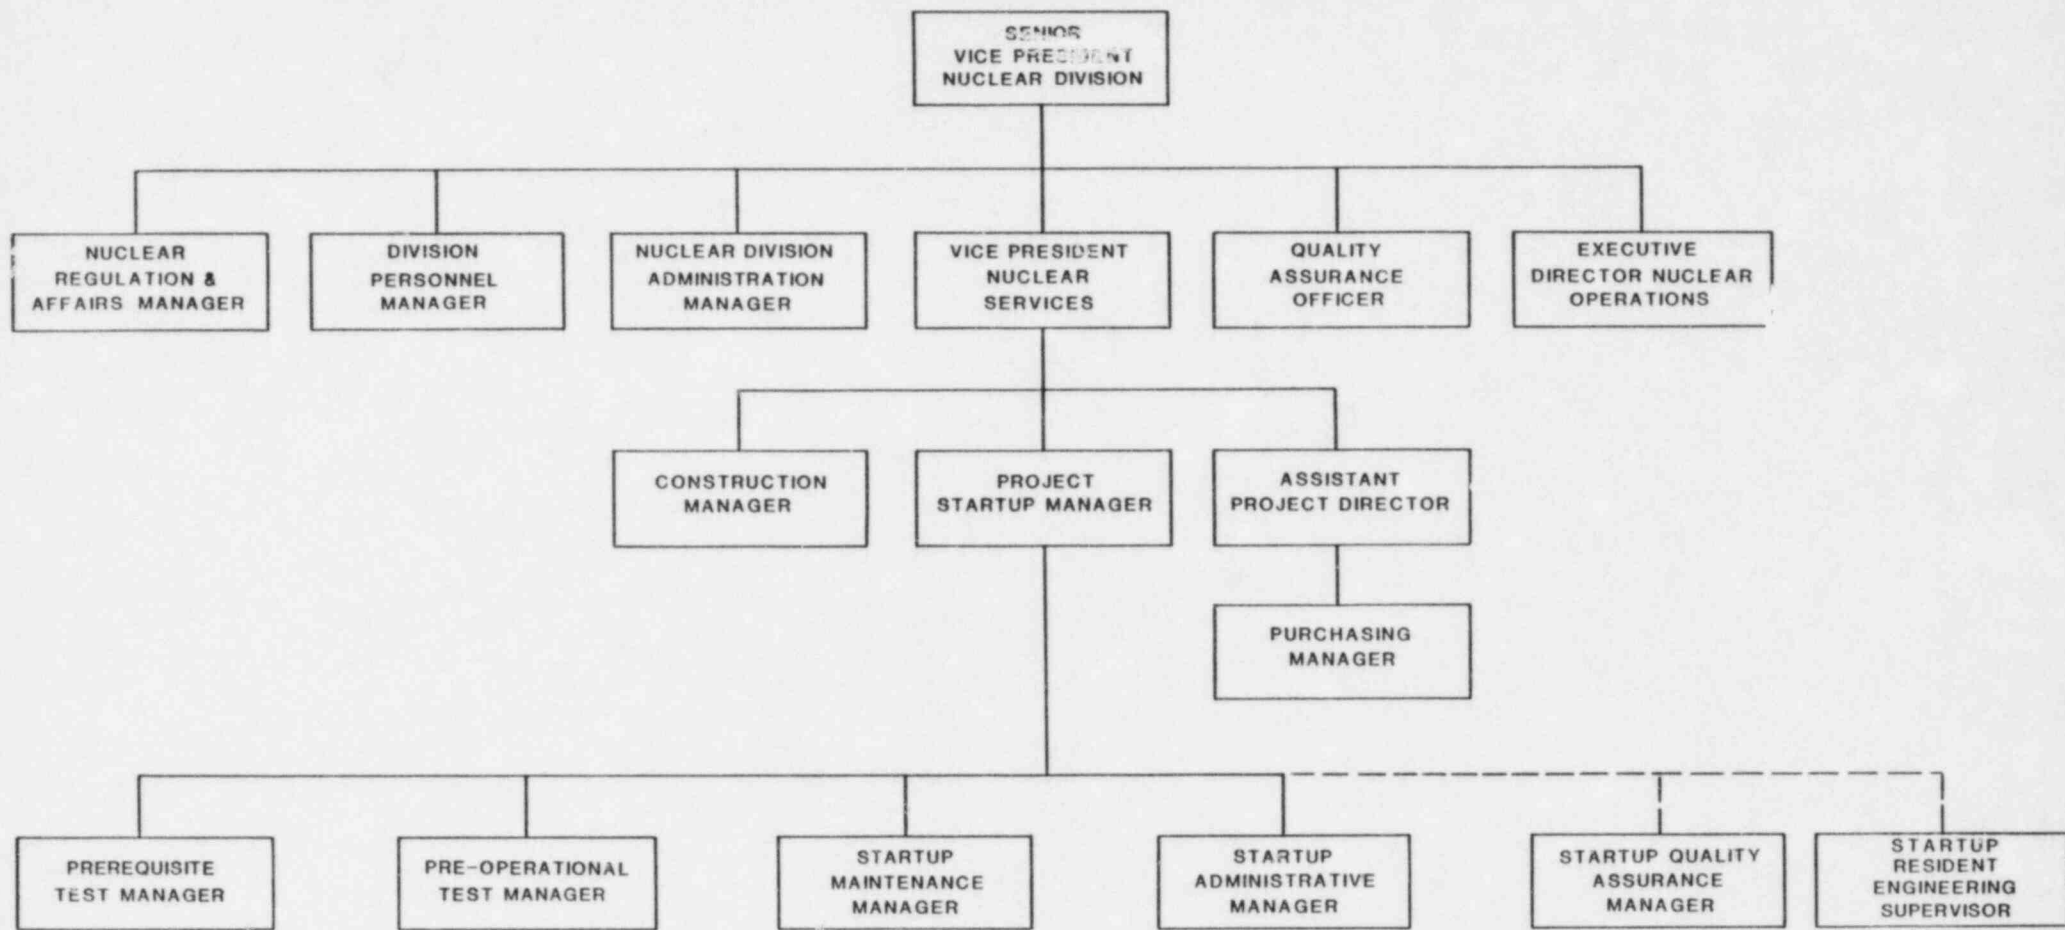 SENIOR
VICE PRESIDENT
NUCLEAR DIVISION
NUCLEAR
REGULATION &
AFFAIRS MANAGER
DIVISION
PERSONNEL
MANAGER
NUCLEAR DIVISION
ADMINISTRATION
MANAGER
VICE PRESIDENT
NUCLEAR
SERVICES
QUALITY
ASSURANCE
OFFICER
EXECUTIVE
DIRECTOR NUCLEAR
OPERATIONS
CONSTRUCTION
MANAGER
PROJECT
STARTUP MANAGER
ASSISTANT
PROJECT DIRECTOR
PURCHASING
MANAGER
PREREQUISITE
TEST MANAGER
PRE-OPERATIONAL
TEST MANAGER
STARTUP
MAINTENANCE
MANAGER
STARTUP
ADMINISTRATIVE
MANAGER
STARTUP QUALITY
ASSURANCE
MANAGER
STARTUP
RESIDENT
ENGINEERING
SUPERVISOR